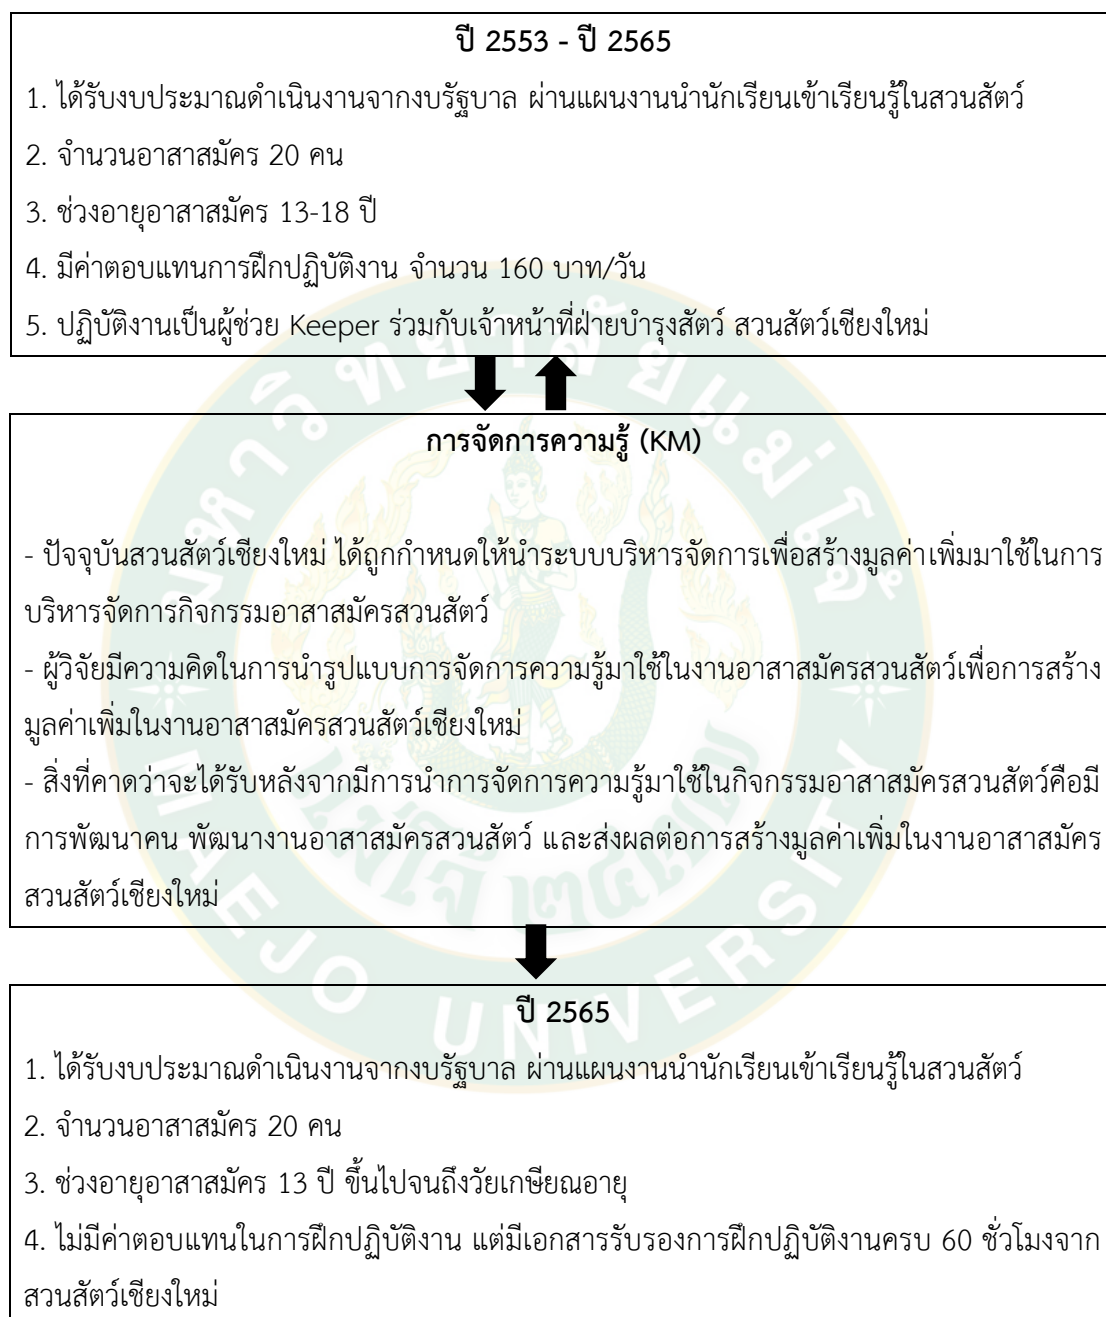 ปี 2553 - ปี 2565
1. ได้รับงบประมาณดำเนินงานจากงบรัฐบาล ผ่านแผนงานนำนักเรียนเข้าเรียนรู้ในสวนสัตว์
2. จำนวนอาสาสมัคร 20 คน
3. ช่วงอายุอาสาสมัคร 13-18 ปี
4. มีค่าตอบแทนการฝึกปฏิบัติงาน จำนวน 160 บาท/วัน
5. ปฏิบัติงานเป็นผู้ช่วย Keeper ร่วมกับเจ้าหน้าที่ฝ่ายบำรุงสัตว์ สวนสัตว์เชียงใหม่
การจัดการความรู้ (KM)
- ปัจจุบันสวนสัตว์เชียงใหม่ ได้ถูกกำหนดให้นำระบบบริหารจัดการเพื่อสร้างมูลค่าเพิ่มมาใช้ในการ
บริหารจัดการกิจกรรมอาสาสมัครสวนสัตว์
- ผู้วิจัยมีความคิดในการนำรูปแบบการจัดการความรู้มาใช้ในงานอาสาสมัครสวนสัตว์เพื่อการสร้าง
มูลค่าเพิ่มในงานอาสาสมัครสวนสัตว์เชียงใหม่
- สิ่งที่คาดว่าจะได้รับหลังจากมีการนำการจัดการความรู้มาใช้ในกิจกรรมอาสาสมัครสวนสัตว์คือมี
การพัฒนาคน พัฒนางานอาสาสมัครสวนสัตว์ และส่งผลต่อการสร้างมูลค่าเพิ่มในงานอาสาสมัคร
สวนสัตว์เชียงใหม่
ปี 2565
1. ได้รับงบประมาณดำเนินงานจากงบรัฐบาล ผ่านแผนงานนำนักเรียนเข้าเรียนรู้ในสวนสัตว์
2. จำนวนอาสาสมัคร 20 คน
3. ช่วงอายุอาสาสมัคร 13 ปี ขึ้นไปจนถึงวัยเกษียณอายุ
4. ไม่มีค่าตอบแทนในการฝึกปฏิบัติงาน แต่มีเอกสารรับรองการฝึกปฏิบัติงานครบ 60 ชั่วโมงจาก
สวนสัตว์เชียงใหม่
มหาวิทยาลัยแม่โจ้
แม่โจ้ ๒๔๗๗
MAEJO UNIVERSITY